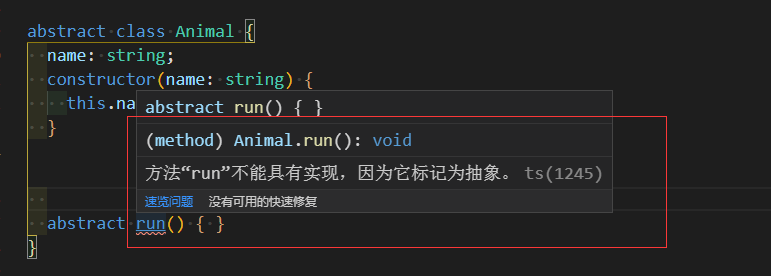 abstract class Animal {
name: string;
constructor(name: string) {
this.na
abstract run() { }
}
(method) Animal.run(): void
方法“run”不能具有实现，因为它标记为抽象。 ts(1245)
速览问题 没有可用的快速修复
abstract run() { }
}